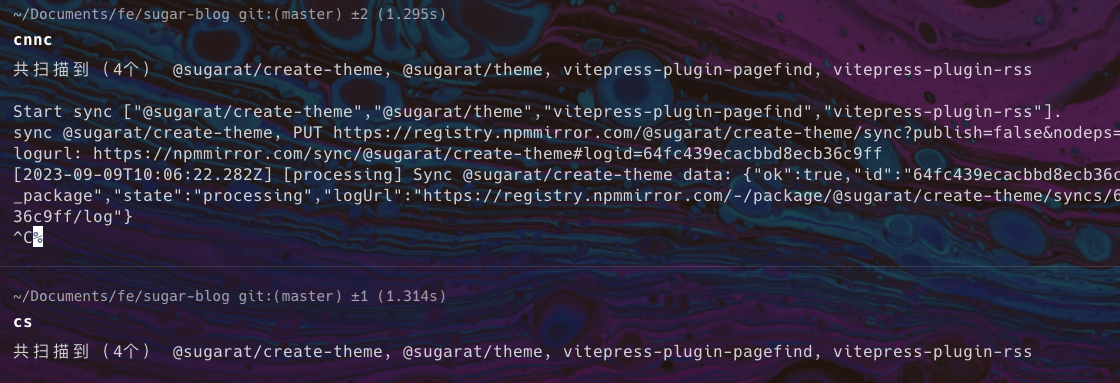 ~/Documents/fe/sugar-blog git:(master) ±2 (1.295s)
cnnc
共扫描到 (4个)  @sugarat/create-theme, @sugarat/theme, vitepress-plugin-pagefind, vitepress-plugin-rss
Start sync ["@sugarat/create-theme","@sugarat/theme","vitepress-plugin-pagefind","vitepress-plugin-rss"].
sync @sugarat/create-theme, PUT https://registry.npmmirror.com/@sugarat/create-theme/sync?publish=false&nodeps=
logurl: https://npmmirror.com/sync/@sugarat/create-theme#logid=64fc439ecacbbd8ecb36c9ff
[2023-09-09T10:06:22.282Z] [processing] Sync @sugarat/create-theme data: {"ok":true,"id":"64fc439ecacbbd8ecb36c
_package","state":"processing","logUrl":"https://registry.npmmirror.com/-/package/@sugarat/create-theme/syncs/6
36c9ff/log"}
^C%
~/Documents/fe/sugar-blog git:(master) ±1 (1.314s)
cs
共扫描到 (4个)  @sugarat/create-theme, @sugarat/theme, vitepress-plugin-pagefind, vitepress-plugin-rss